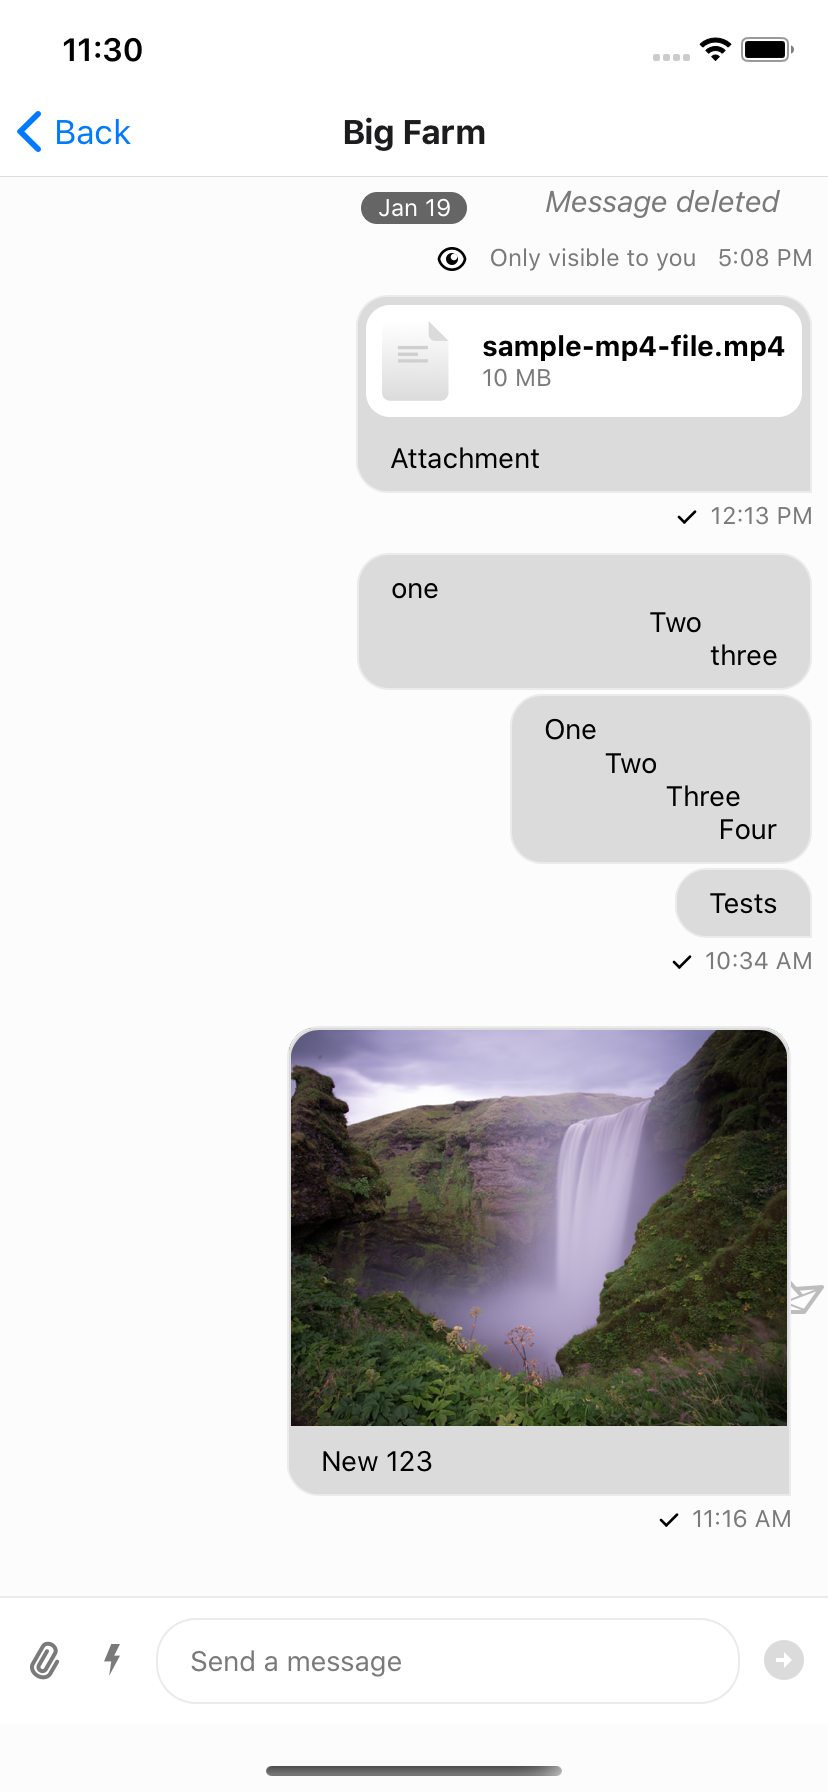 11:30
Back
Big Farm
Jan 19
Message deleted
Only visible to you 5:08 PM
sample-mp4-file.mp4
10 MB
Attachment
12:13 PM
one
Two
three
One
Two
Three
Four
Tests
10:34 AM
New 123
11:16 AM
Send a message